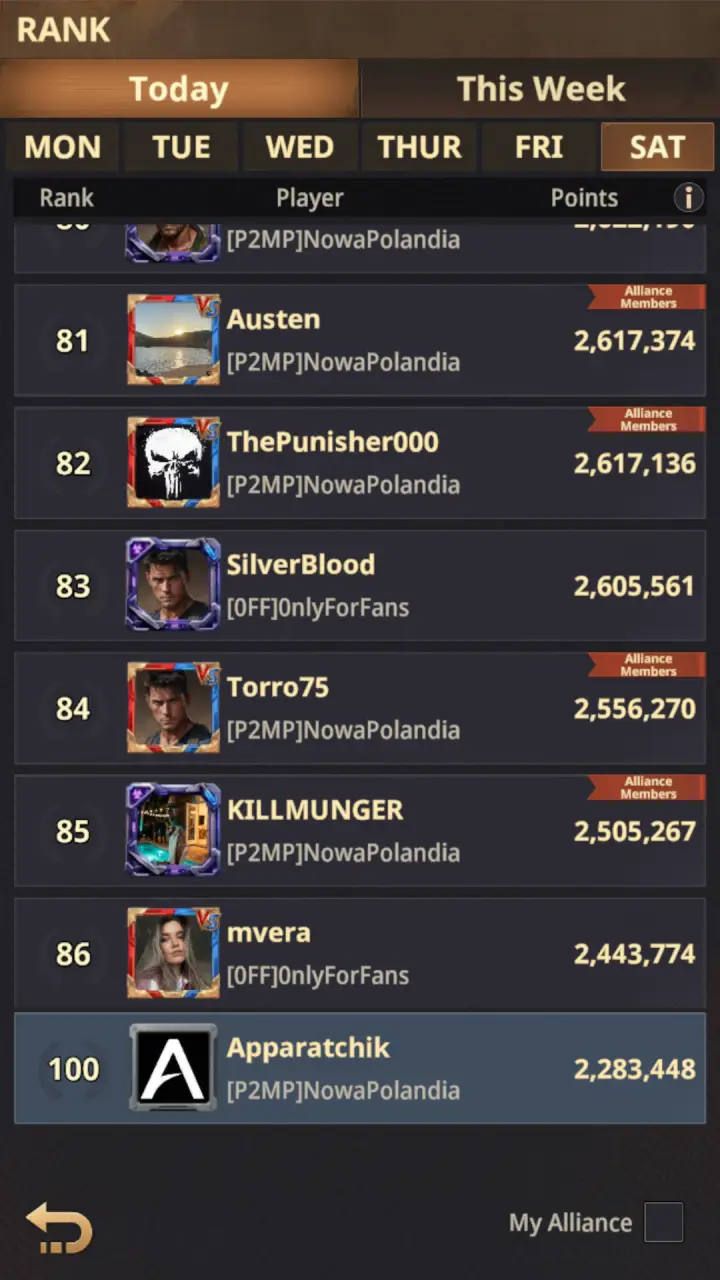 RANK
Today
This Week
MON
TUE
WED
THUR
FRI
SAT
Rank
Player
Points
[P2MP]NowaPolandia
Alliance
Members
81
Austen
[P2MP]NowaPolandia
2,617,374
Alliance
Members
82
ThePunisher000
[P2MP]NowaPolandia
2,617,136
83
SilverBlood
[0FF]0nlyForFans
2,605,561
Alliance
Members
84
Torro75
[P2MP]NowaPolandia
2,556,270
Alliance
Members
85
KILLMUNGER
[P2MP]NowaPolandia
2,505,267
86
mvera
[0FF]0nlyForFans
2,443,774
100
Apparatchik
[P2MP]NowaPolandia
2,283,448
My Alliance